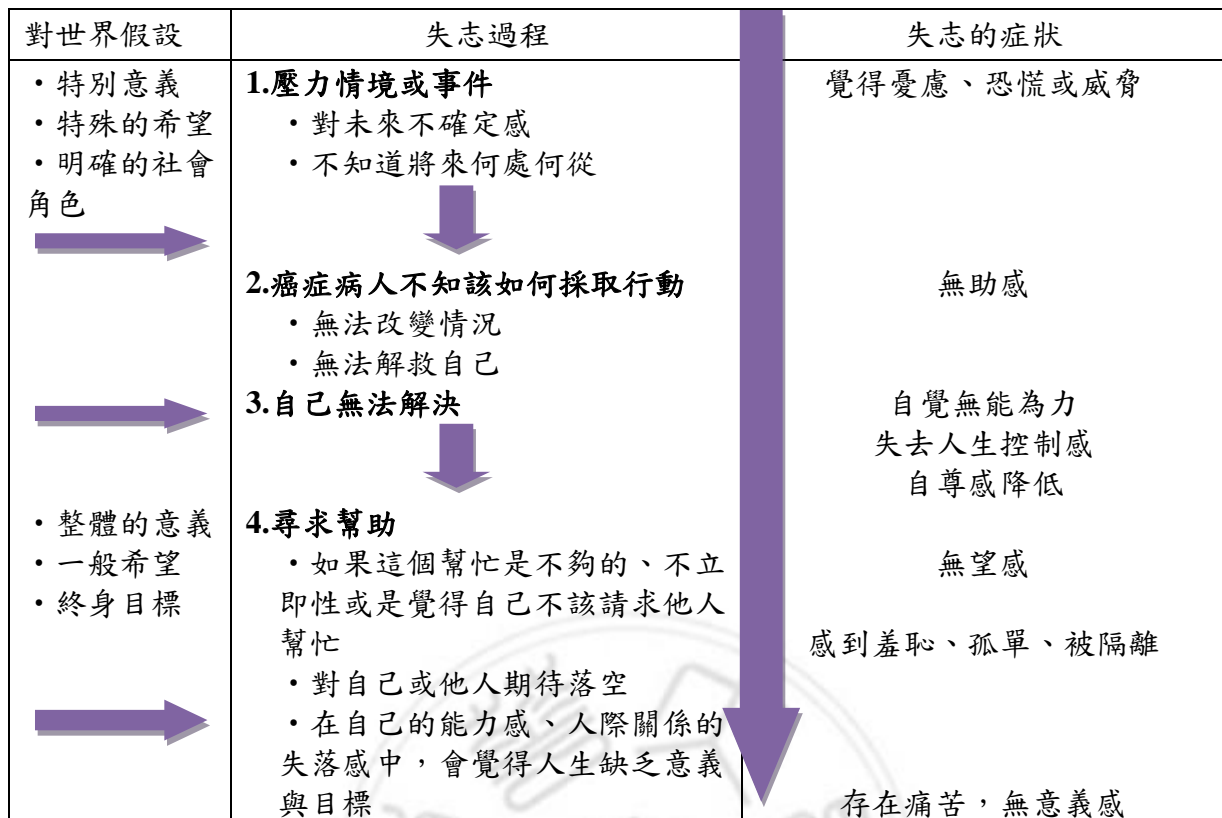 對世界假設
失志過程
失志的症狀
・特別意義
・特殊的希望
・明確的社會
角色
1.壓力情境或事件
・對未來不確定感
・不知道將來何處何從
覺得憂慮、恐慌或威脅
2.癌症病人不知該如何採取行動
・無法改變情況
・無法解救自己
無助感
3.自己無法解決
自覺無能為力
失去人生控制感
自尊感降低
・整體的意義
・一般希望
・終身目標
4.尋求幫助
・如果這個幫忙是不夠的、不立
即性或是覺得自己不該請求他人
幫忙
・對自己或他人期待落空
・在自己的能力感、人際關係的
失落感中,會覺得人生缺乏意義
與目標
無望感
感到羞恥、孤單、被隔離
存在痛苦,無意義感